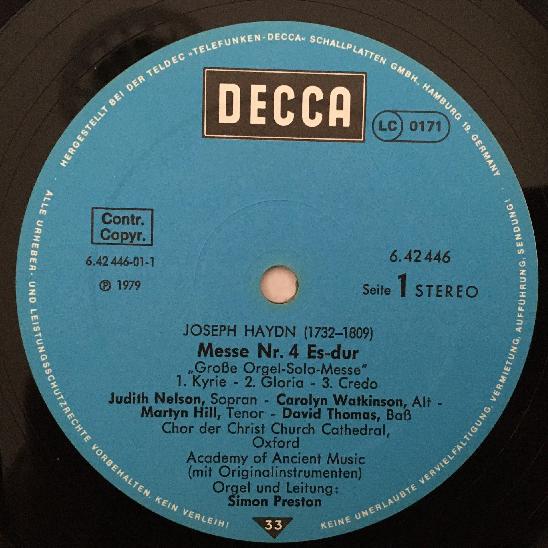 HERGESTELLT BEI DER TELDEC »TELEFUNKEN-DECCA« SCHALLPLATTEN GMBH., HAMBURG 19, GERMANY
DECCA
LC 0171
Contr.
Copyr.
6.42 446-01-1
℗ 1979
6.42 446
Seite 1 STEREO
JOSEPH HAYDN (1732–1809)
Messe Nr. 4 Es-dur
„Große Orgel-Solo-Messe“
1. Kyrie - 2. Gloria - 3. Credo
Judith Nelson, Sopran - Carolyn Watkinson, Alt -
Martyn Hill, Tenor - David Thomas, Baß
Chor der Christ Church Cathedral,
Oxford
Academy of Ancient Music
(mit Originalinstrumenten)
Orgel und Leitung:
Simon Preston
33
ALLE URHEBER- UND LEISTUNGSSCHUTZRECHTE VORBEHALTEN. KEIN VERLEIH!
KEINE UNERLAUBTE VERVIELFÄLTIGUNG, VERMIETUNG, AUFFÜHRUNG, SENDUNG!